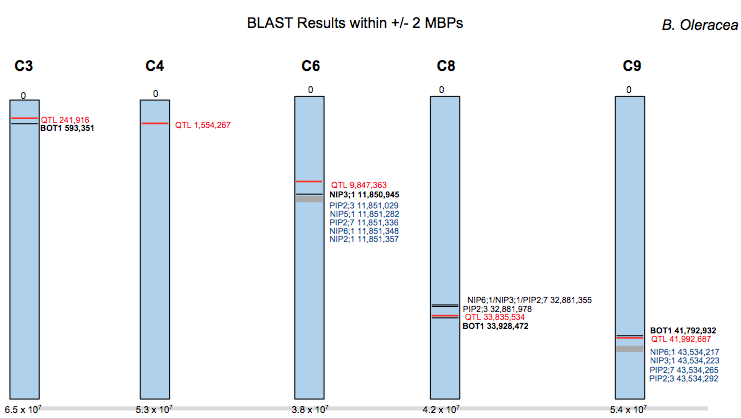 BLAST Results within +/- 2 MBPs
B. Oleracea
C3
C4
C6
C8
C9
0
0
0
0
0
QTL 241,916
BOT1 593,351
QTL 1,554,267
QTL 9,847,363
NIP3;1 11,850,945
PIP2;3 11,851,029
NIP5;1 11,851,282
PIP2;7 11,851,336
NIP6;1 11,851,348
NIP2;1 11,851,357
NIP6;1/NIP3;1/PIP2;7 32,881,355
PIP2;3 32,881,978
QTL 33,835,534
BOT1 33,928,472
BOT1 41,792,932
QTL 41,992,687
NIP6;1 43,534,217
NIP3;1 43,534,223
PIP2;7 43,534,265
PIP2;3 43,534,292
6.5 x 10⁷
5.3 x 10⁷
3.8 x 10⁷
4.2 x 10⁷
5.4 x 10⁷